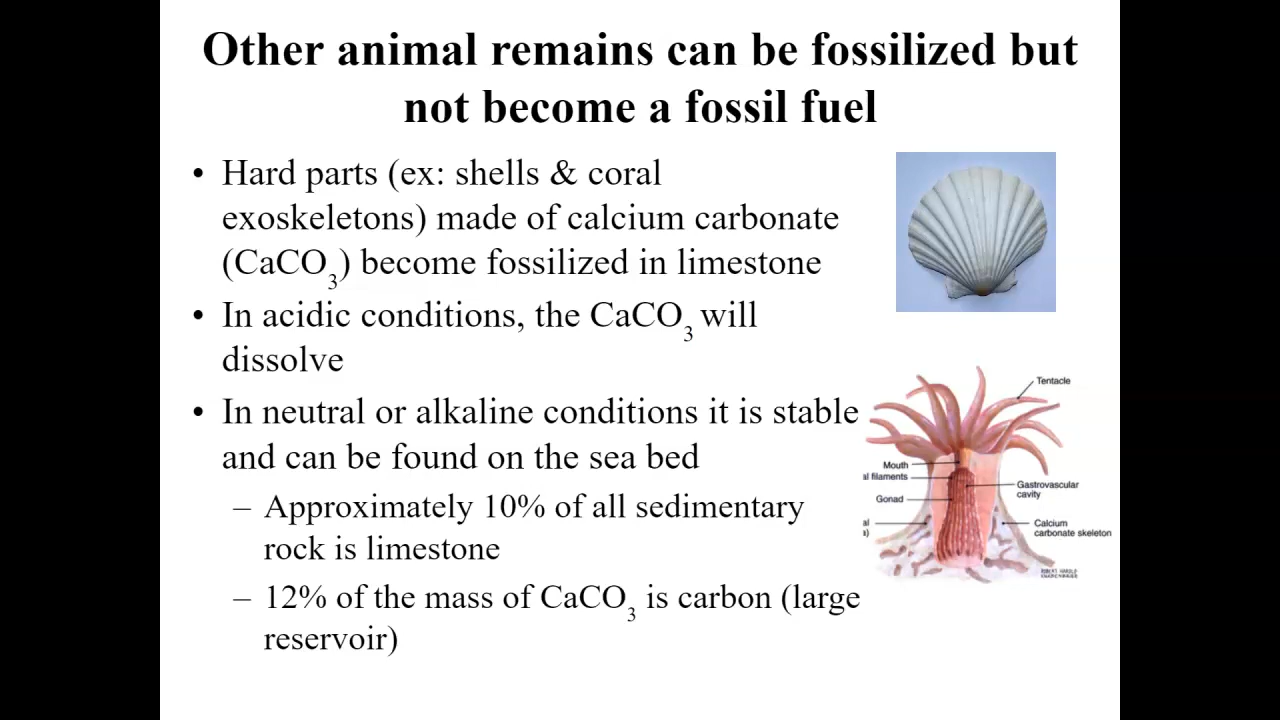 Other animal remains can be fossilized but
not become a fossil fuel
• Hard parts (ex: shells & coral
exoskeletons) made of calcium carbonate
(CaCO3) become fossilized in limestone
• In acidic conditions, the CaCO3 will
dissolve
• In neutral or alkaline conditions it is stable
and can be found on the sea bed
– Approximately 10% of all sedimentary
rock is limestone
– 12% of the mass of CaCO3 is carbon (large
reservoir)
Tentacle
Mouth
al filaments
Gastrovascular
cavity
Gonad
al
)
Calcium
carbonate skeleton